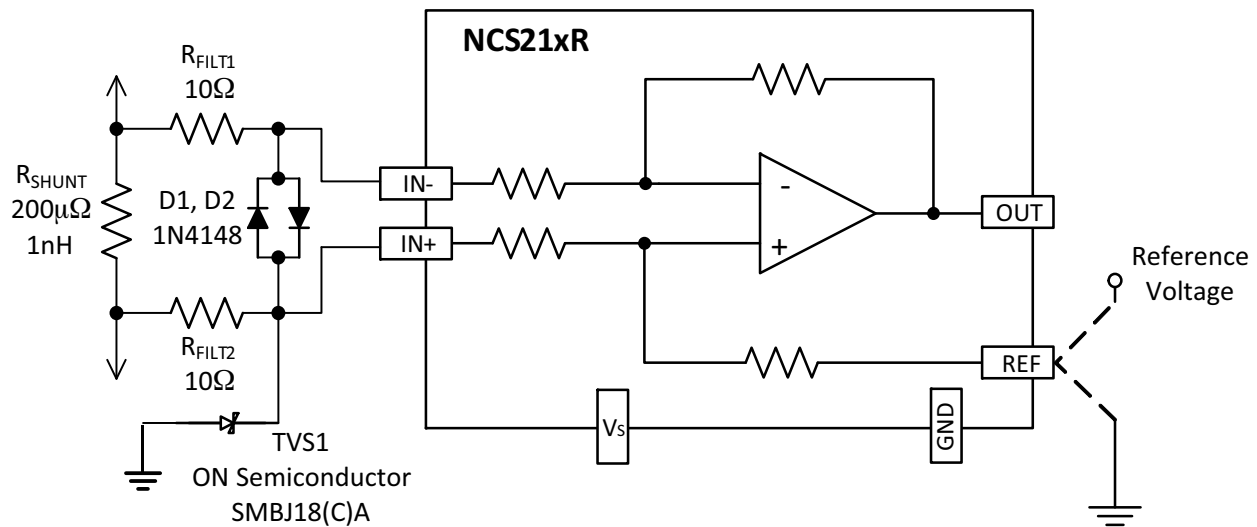 NCS21xR
R_FILT1
10Ω
R_SHUNT
200μΩ
1nH
D1, D2
1N4148
IN-
IN+
-
+
OUT
Reference
Voltage
REF
R_FILT2
10Ω
VS
GND
TVS1
ON Semiconductor
SMBJ18(C)A